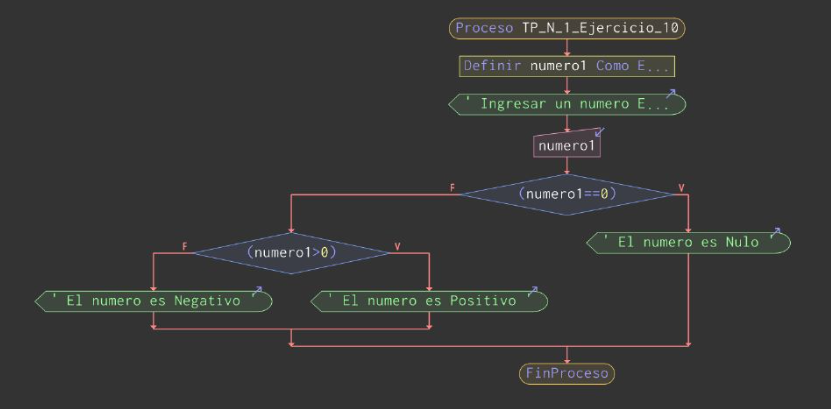 Proceso TP_N_1_Ejercicio_10
Definir numero1 Como E...
' Ingresar un numero E...
numero1
F
(numero1==0)
V
' El numero es Nulo '
F
(numero1>0)
V
' El numero es Negativo '
' El numero es Positivo '
FinProceso